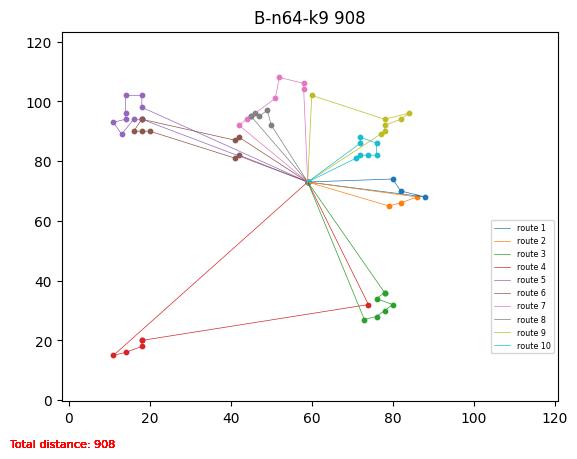 B-n64-k9 908
120
100
80
60
40
20
0
0 20 40 60 80 100 120
route 1
route 2
route 3
route 4
route 5
route 6
route 7
route 8
route 9
route 10
Total distance: 908